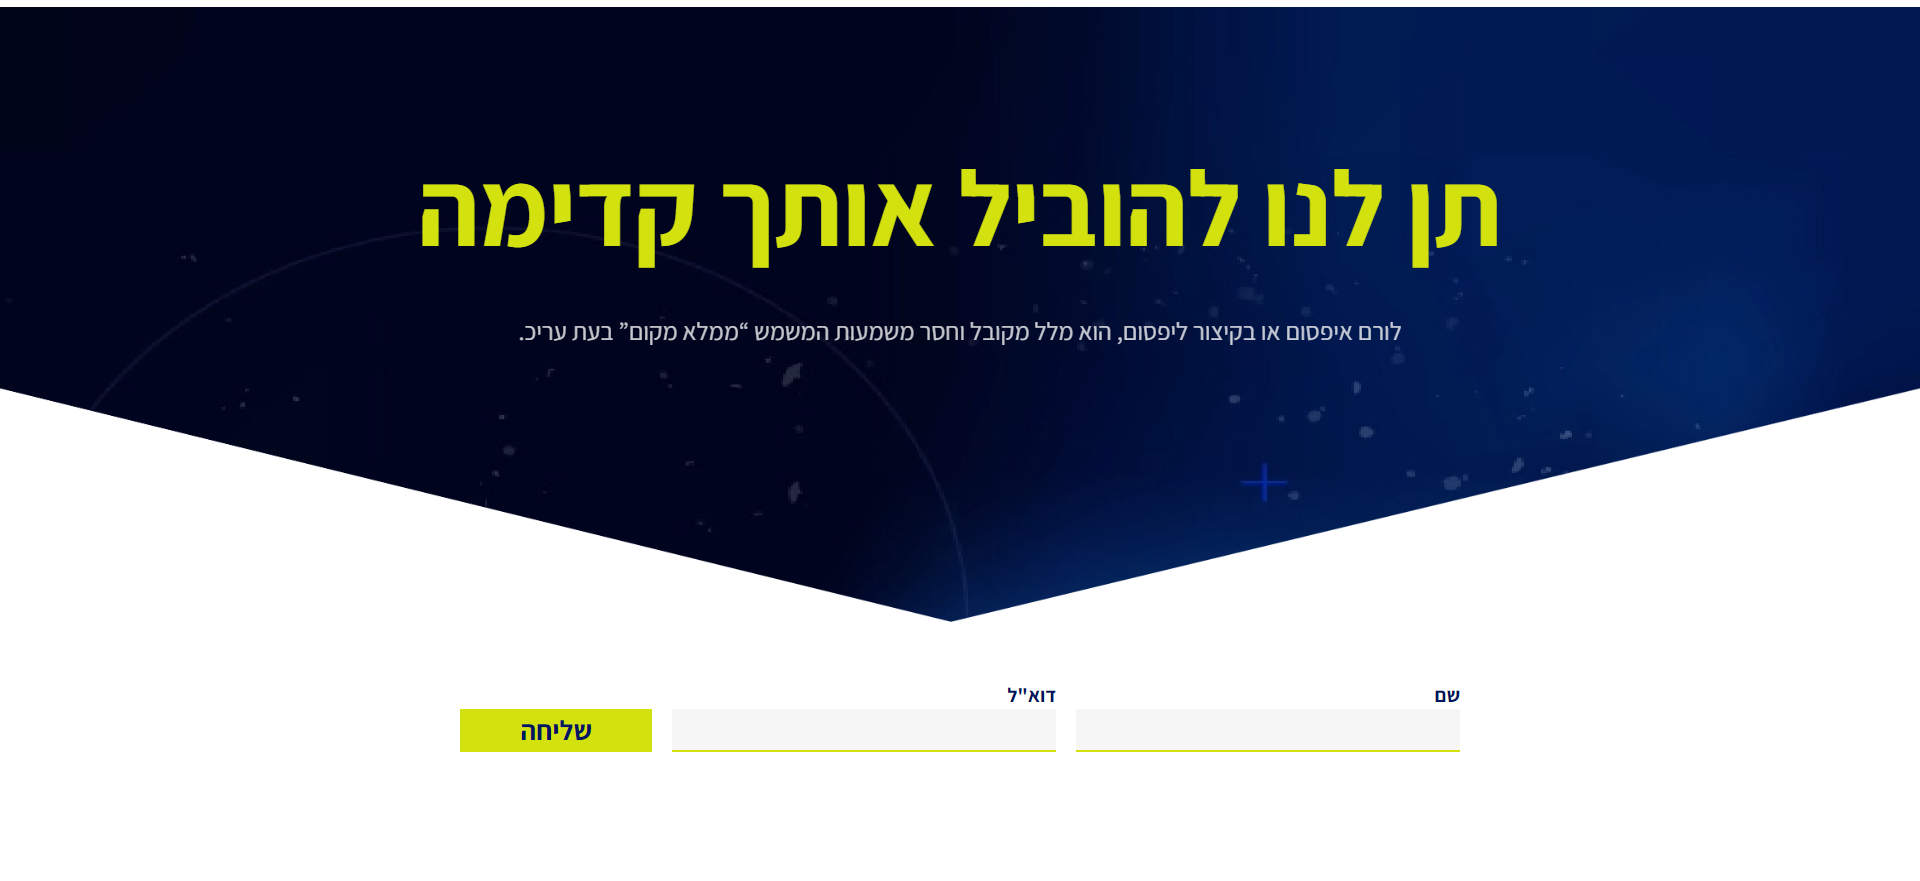 תן לנו להוביל אותך קדימה
לורם איפסום או בקיצור ליפסום, הוא מלל מקובל וחסר משמעות המשמש “ממלא מקום” בעת עריכ.
שם
דוא"ל
שליחה